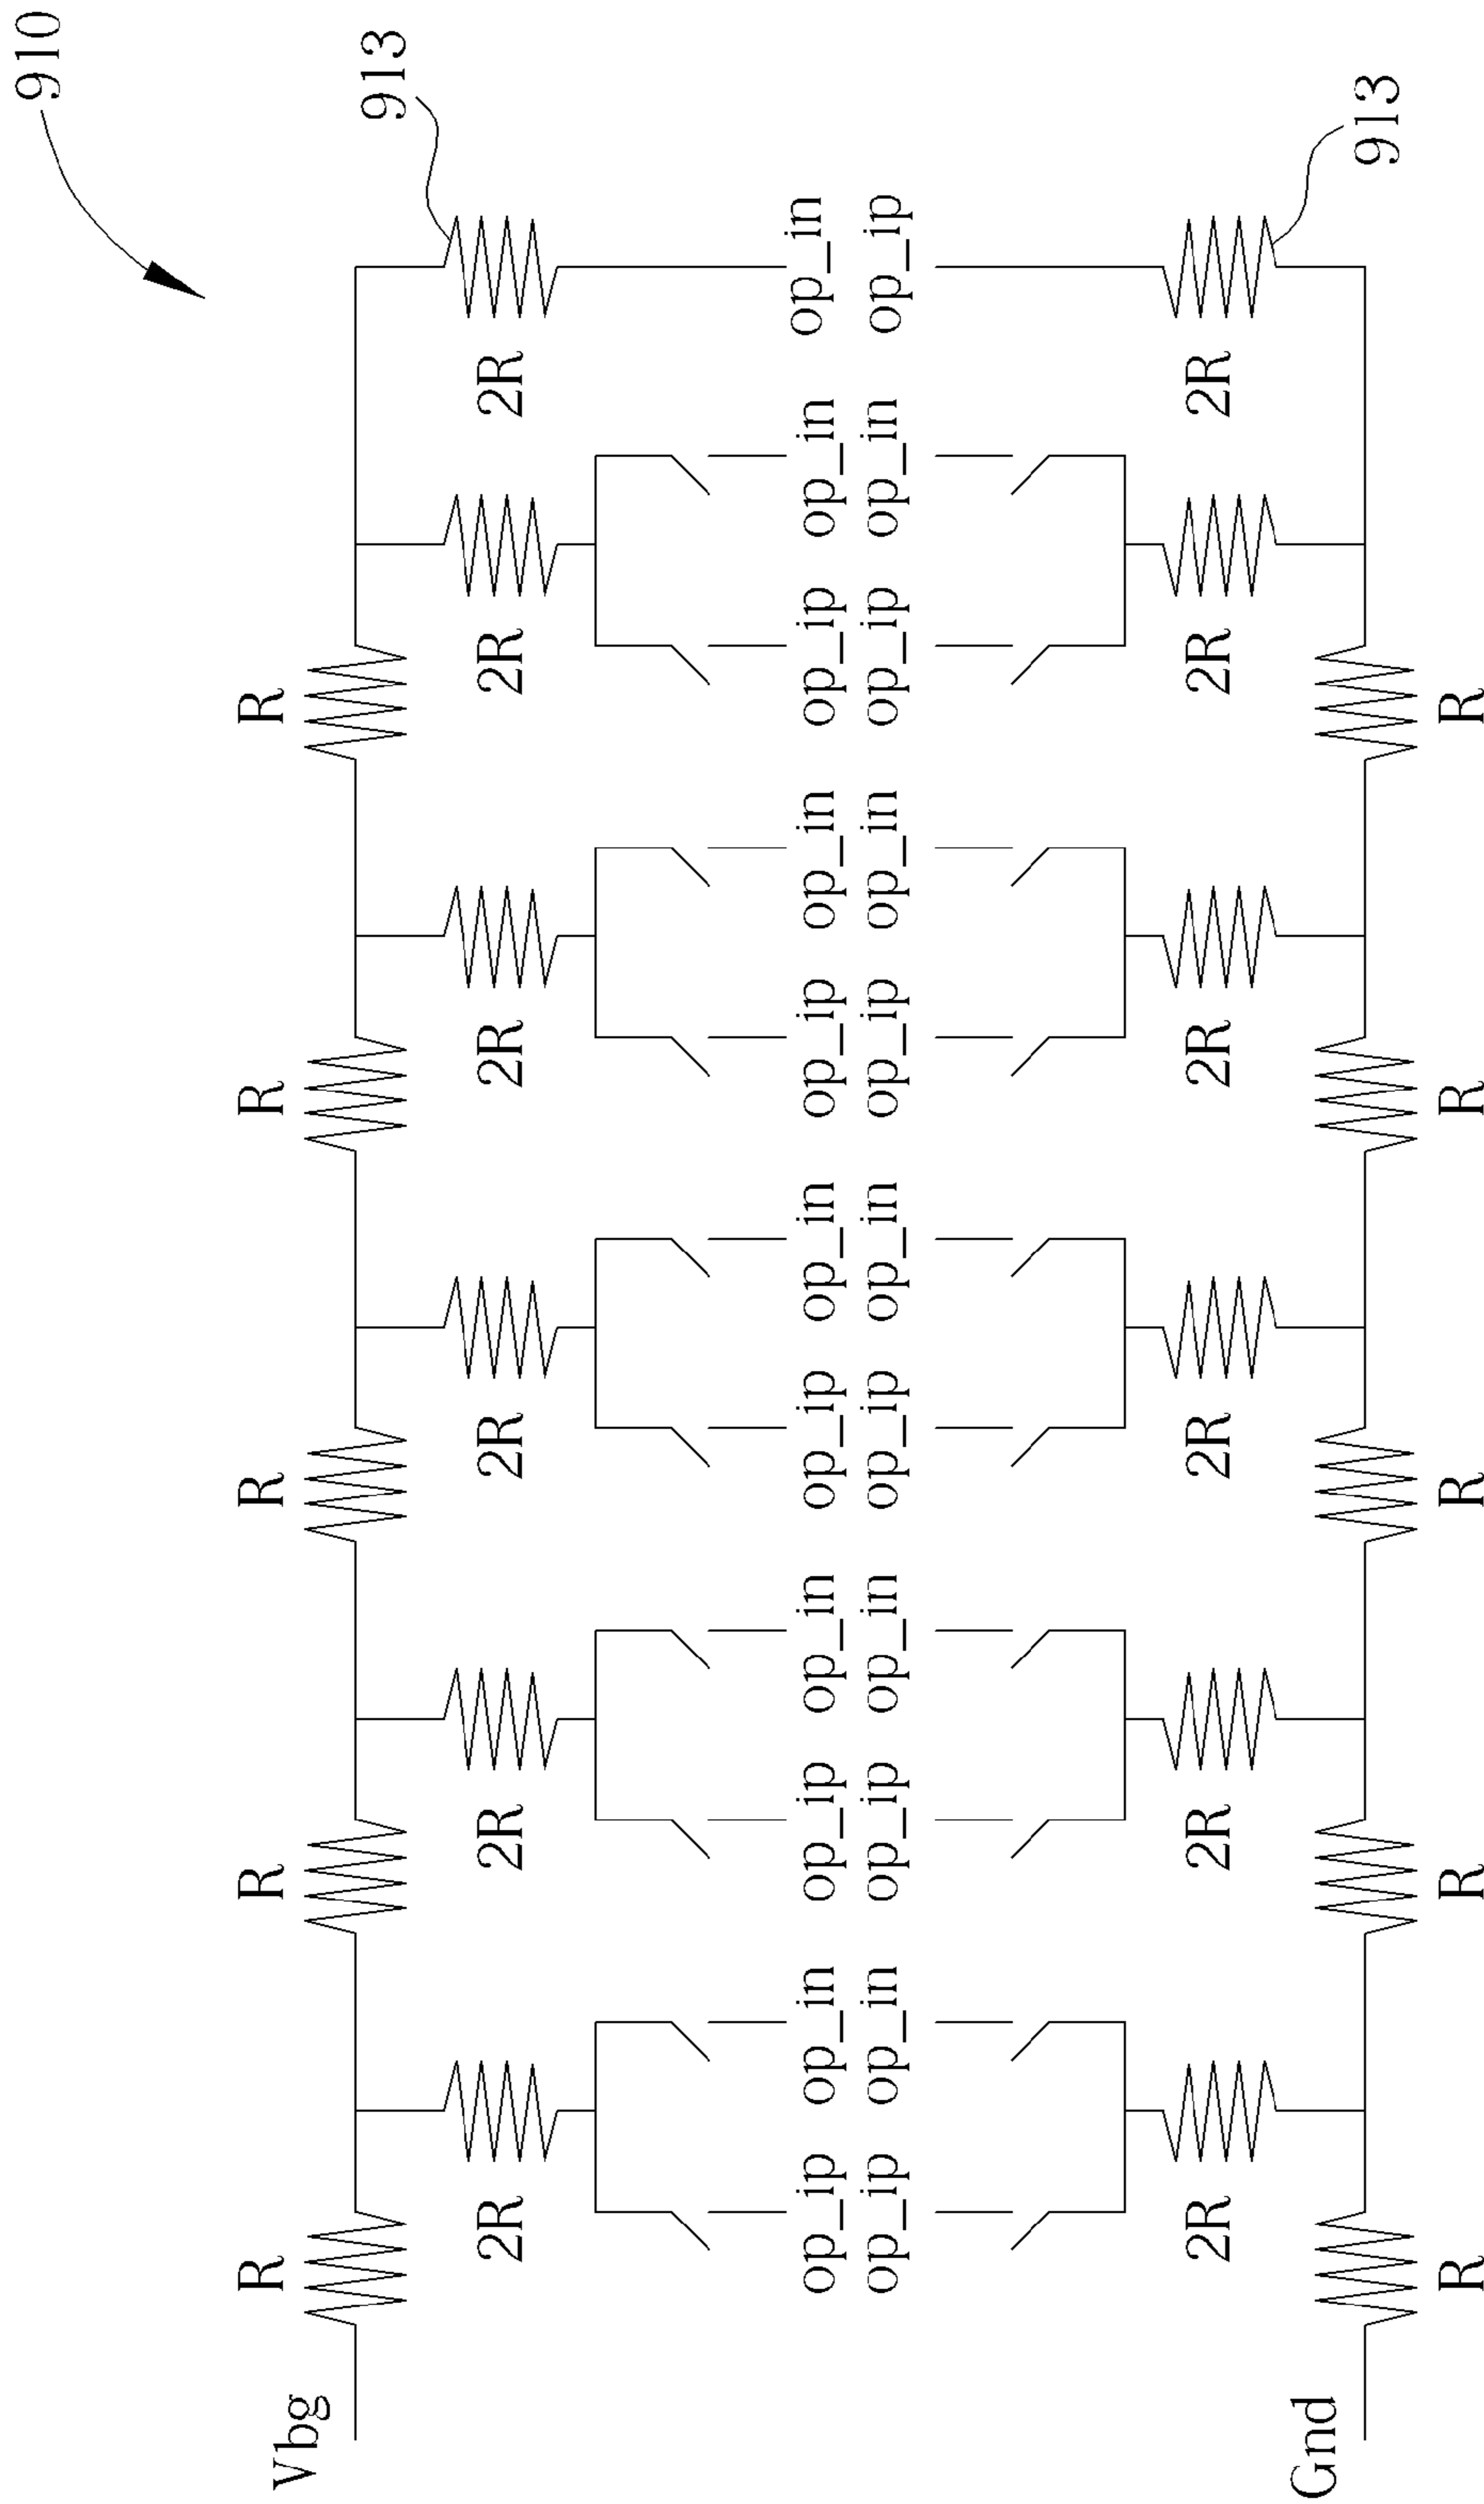 910
R R R R R
Vbg
913
2R 2R 2R 2R 2R 2R
op_ip op_in op_ip op_in op_ip op_in op_ip op_in op_ip op_in op_in
op_ip op_in op_ip op_in op_ip op_in op_ip op_in op_ip op_in op_ip
2R 2R 2R 2R 2R 2R
Gnd
913
R R R R R